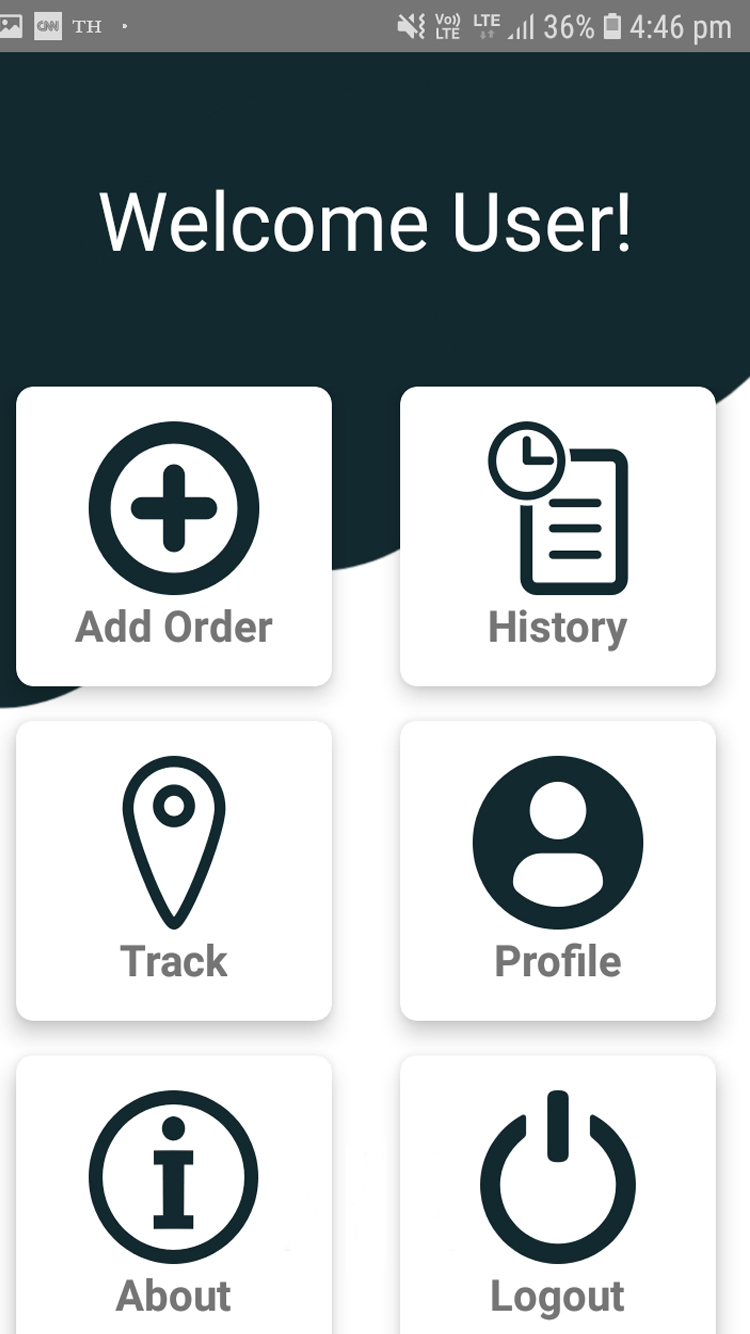 CNN TH Vo)) LTE LTE 36% 4:46 pm
Welcome User!
Add Order
History
Track
Profile
About
Logout